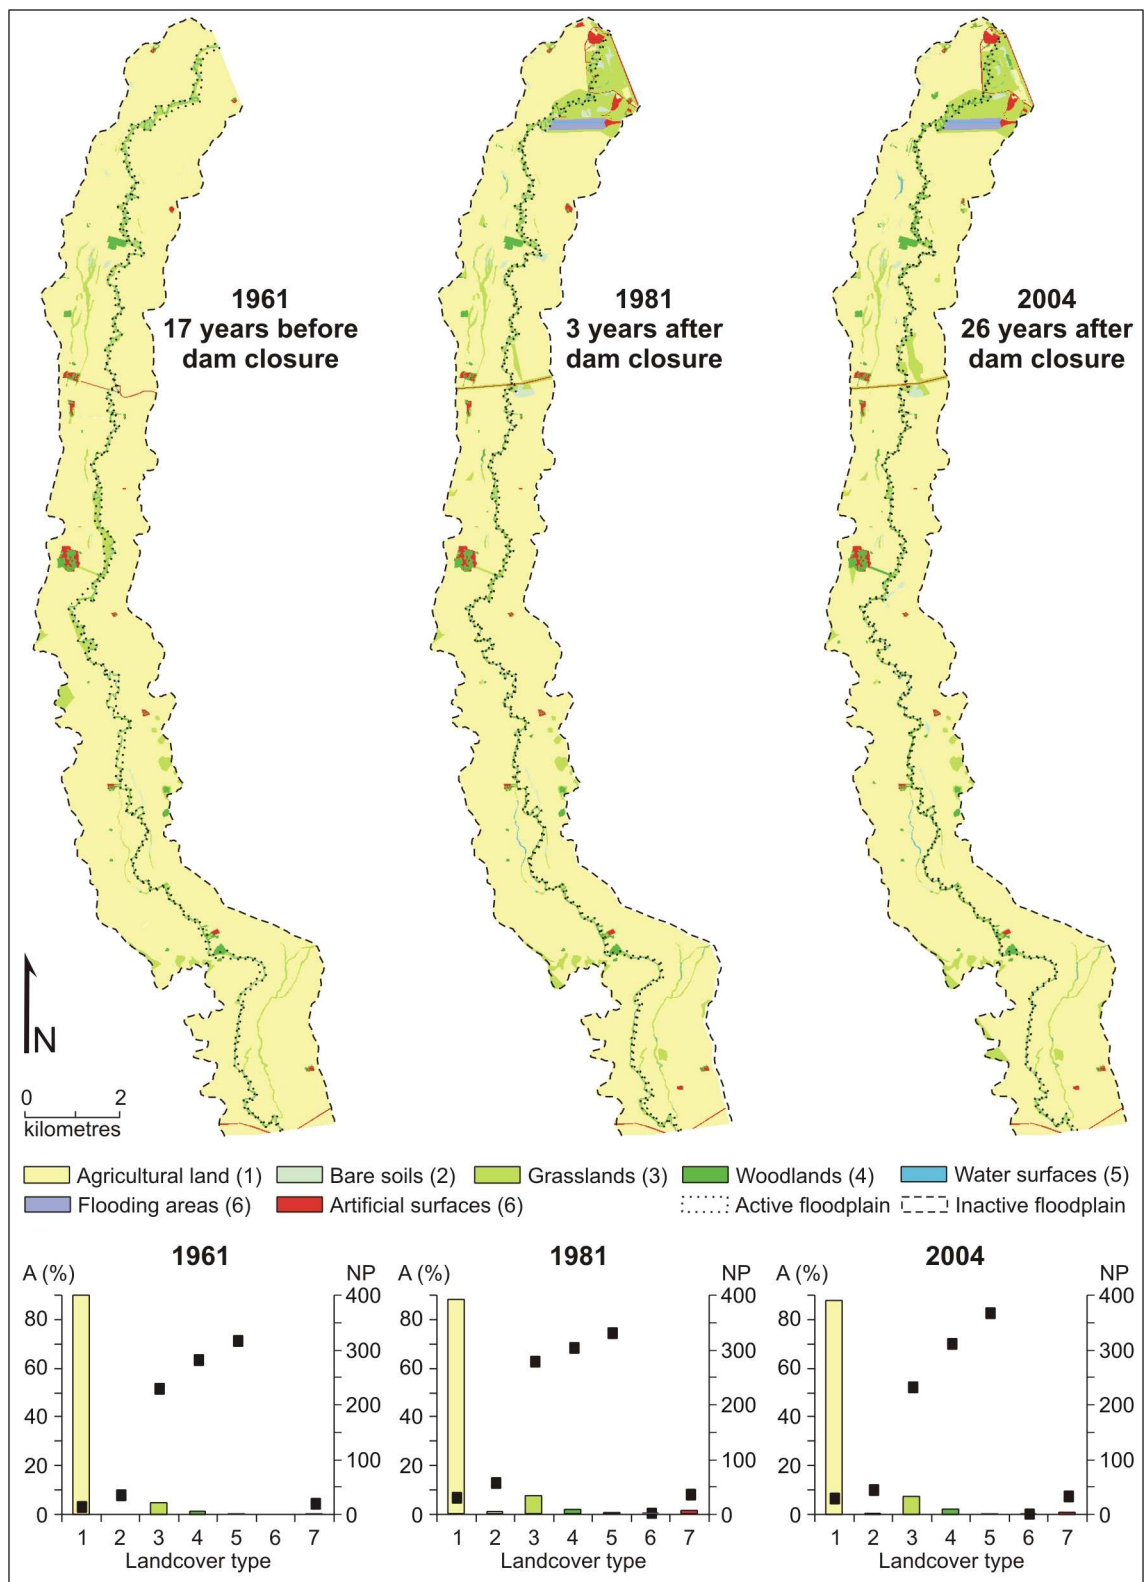 1961
17 years before
dam closure
1981
3 years after
dam closure
2004
26 years after
dam closure
N
0 2
kilometres
Agricultural land (1) Bare soils (2) Grasslands (3) Woodlands (4) Water surfaces (5)
Flooding areas (6) Artificial surfaces (6) Active floodplain Inactive floodplain
1961 1981 2004
A (%) NP A (%) NP A (%) NP
400 400 400
80 80 80
300 300 300
60 60 60
200 200 200
40 40 40
100 100 100
20 20 20
0 0 0 0 0 0
1 2 3 4 5 6 7 1 2 3 4 5 6 7 1 2 3 4 5 6 7
Landcover type Landcover type Landcover type